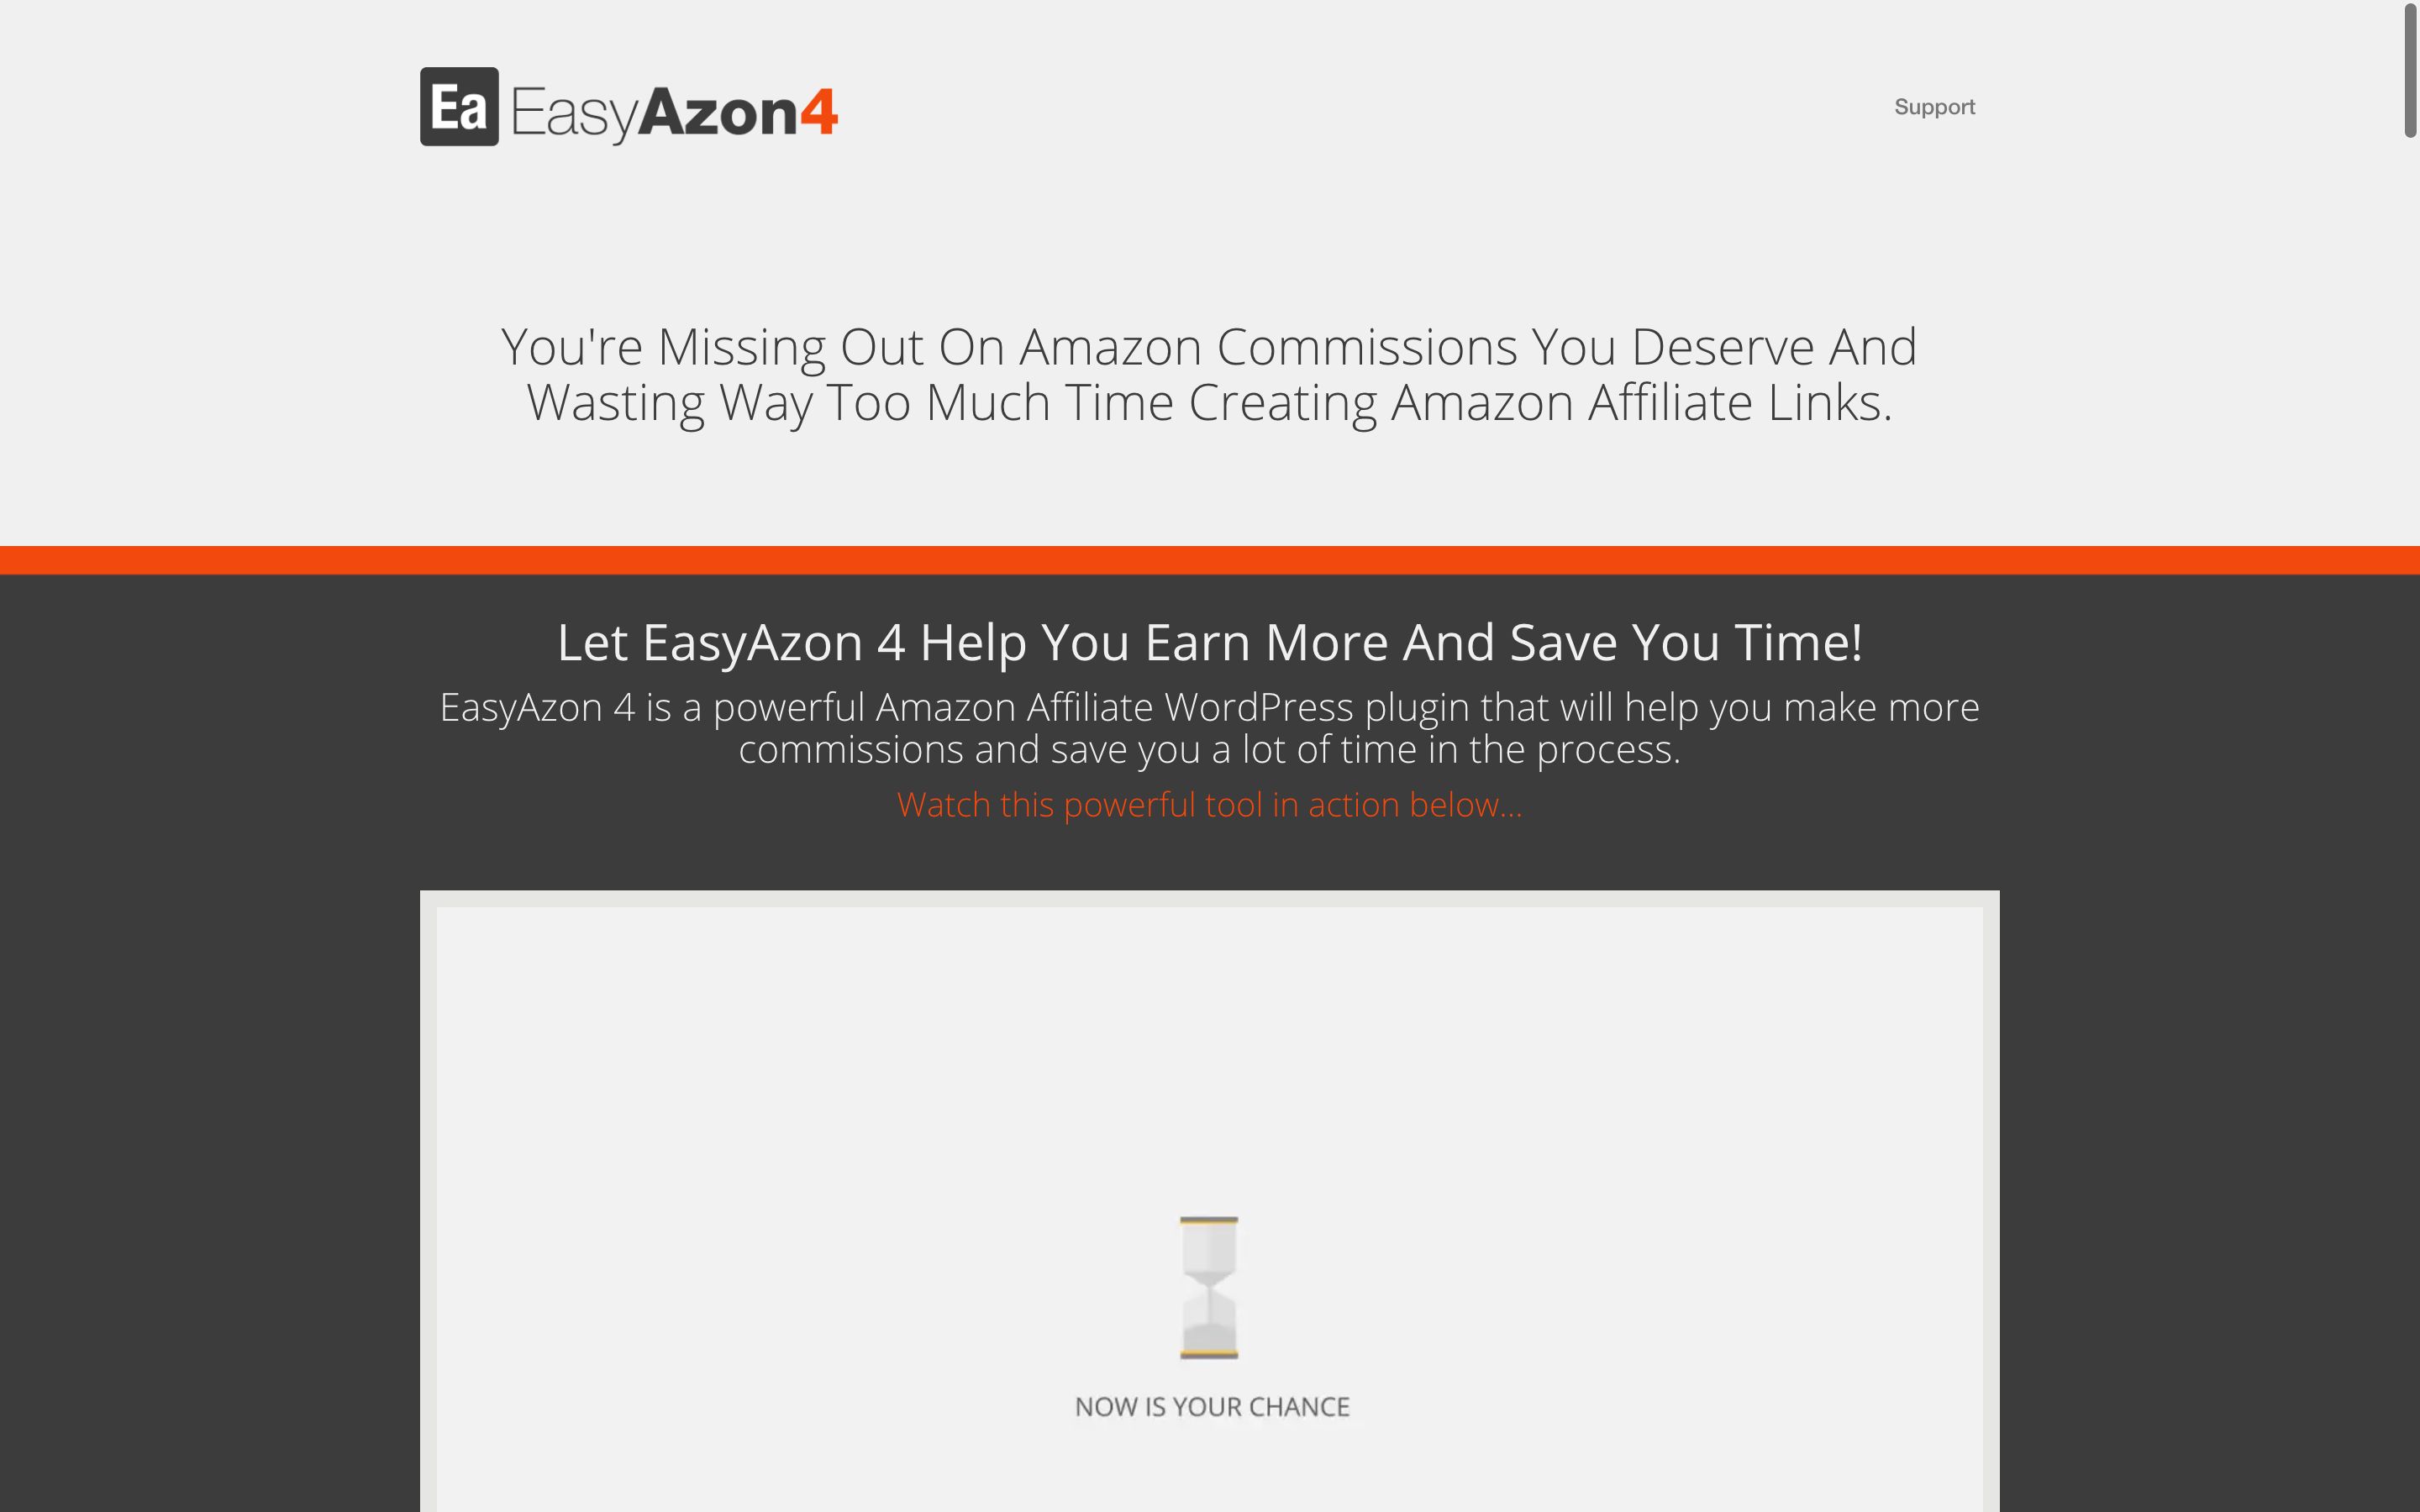 Ea EasyAzon4
Support
You're Missing Out On Amazon Commissions You Deserve And
Wasting Way Too Much Time Creating Amazon Affiliate Links.
Let EasyAzon 4 Help You Earn More And Save You Time!
EasyAzon 4 is a powerful Amazon Affiliate WordPress plugin that will help you make more
commissions and save you a lot of time in the process.
Watch this powerful tool in action below...
NOW IS YOUR CHANCE